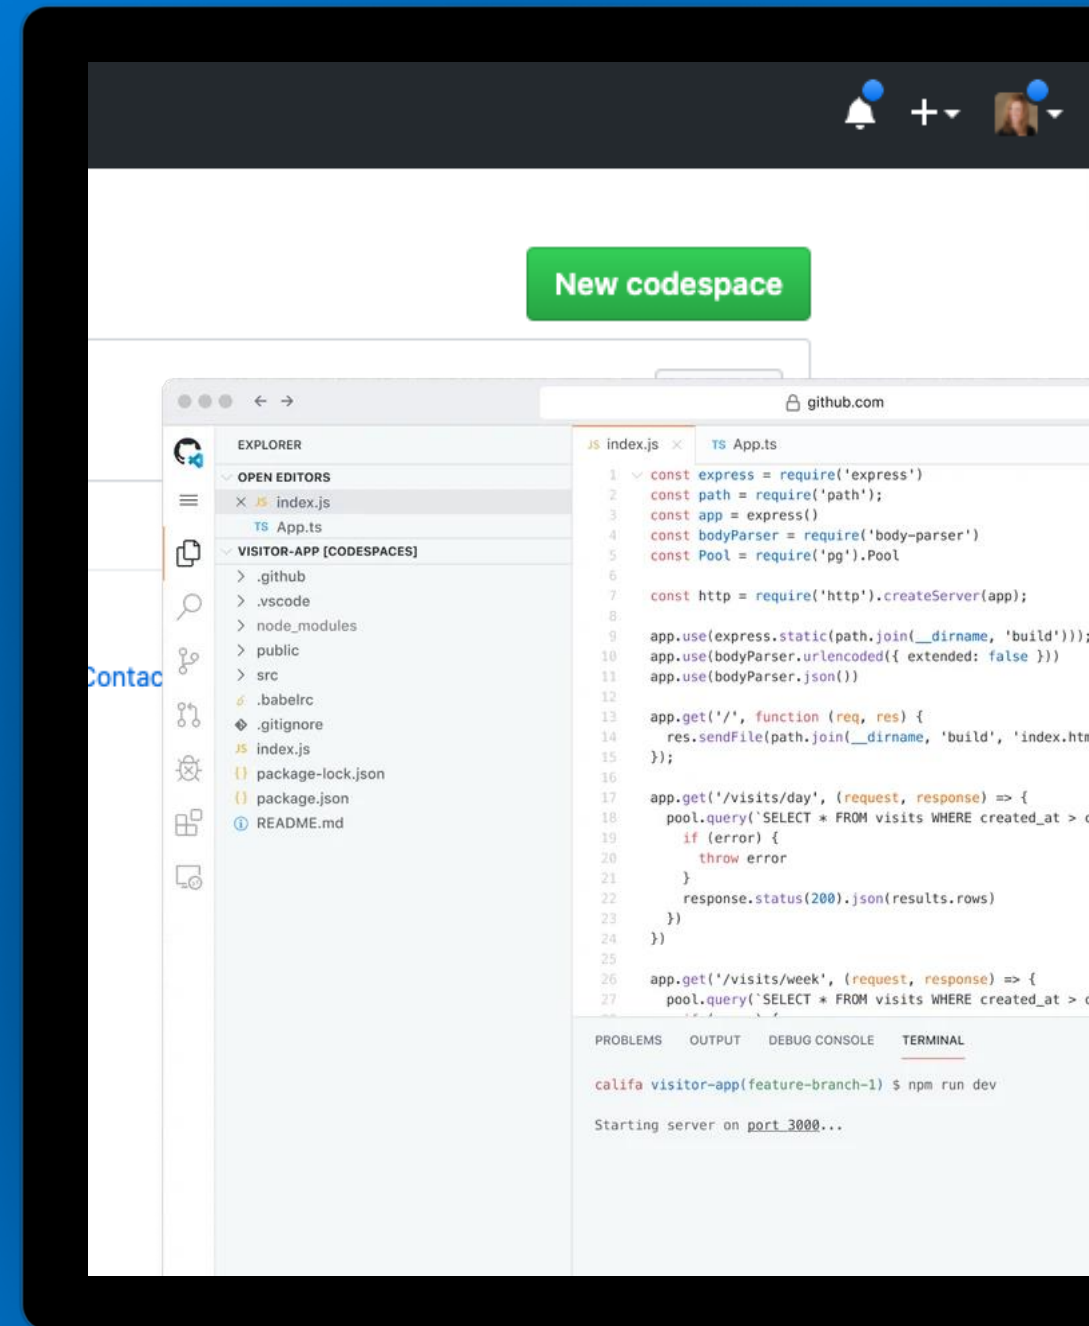 New codespace
github.com
Contac
EXPLORER
OPEN EDITORS
JS index.js
TS App.ts
VISITOR-APP [CODESPACES]
.github
.vscode
node_modules
public
src
.babelrc
.gitignore
JS index.js
{} package-lock.json
{} package.json
README.md
JS index.js
TS App.ts
1 const express = require('express')
2 const path = require('path');
3 const app = express()
4 const bodyParser = require('body-parser')
5 const Pool = require('pg').Pool
6
7 const http = require('http').createServer(app);
8
9 app.use(express.static(path.join(__dirname, 'build')));
10 app.use(bodyParser.urlencoded({ extended: false }))
11 app.use(bodyParser.json())
12
13 app.get('/', function (req, res) {
14 res.sendFile(path.join(__dirname, 'build', 'index.htm
15 });
16
17 app.get('/visits/day', (request, response) => {
18 pool.query(`SELECT * FROM visits WHERE created_at > c
19 if (error) {
20 throw error
21 }
22 response.status(200).json(results.rows)
23 })
24 })
25
26 app.get('/visits/week', (request, response) => {
27 pool.query(`SELECT * FROM visits WHERE created_at > c
PROBLEMS OUTPUT DEBUG CONSOLE TERMINAL
califa visitor-app(feature-branch-1) $ npm run dev
Starting server on port 3000...